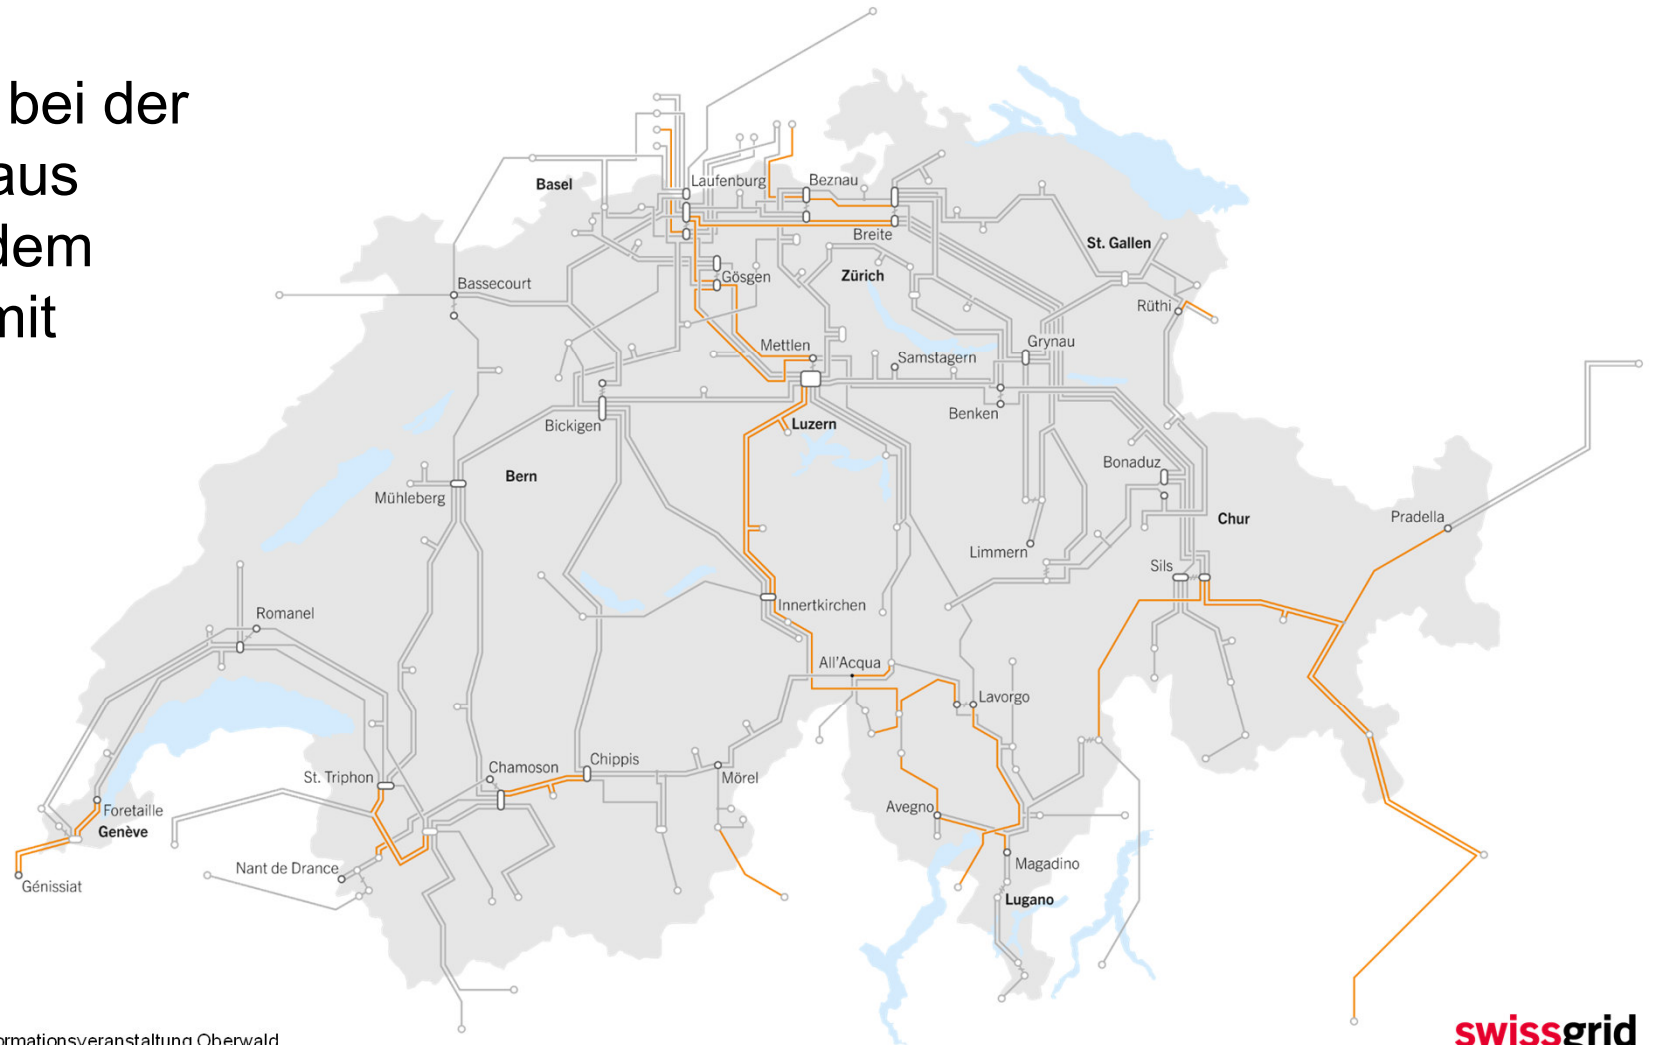 bei der
aus
dem
mit
Basel
Laufenburg
Beznau
Breite
St. Gallen
Zürich
Gösgen
Bassecourt
Rüthi
Mettlen
Grynau
Samstagern
Benken
Bickigen
Luzern
Bonaduz
Bern
Mühleberg
Chur
Pradella
Limmern
Sils
Romanel
Innertkirchen
All'Acqua
Lavorgo
Chippis
Chamoson
St. Triphon
Mörel
Foretaille
Genève
Avegno
Magadino
Nant de Drance
Génissiat
Lugano
ormationsveranstaltung Oberwald
swissgrid